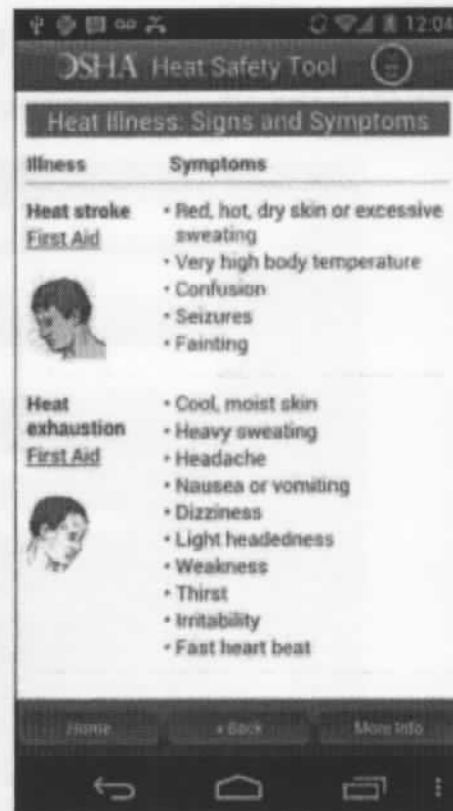 12:04
OSHA Heat Safety Tool
Heat Illness: Signs and Symptoms
Illness Symptoms
Heat stroke
First Aid
• Red, hot, dry skin or excessive
sweating
• Very high body temperature
• Confusion
• Seizures
• Fainting
Heat
exhaustion
First Aid
• Cool, moist skin
• Heavy sweating
• Headache
• Nausea or vomiting
• Dizziness
• Light headedness
• Weakness
• Thirst
• Irritability
• Fast heart beat
Home « Back More Info